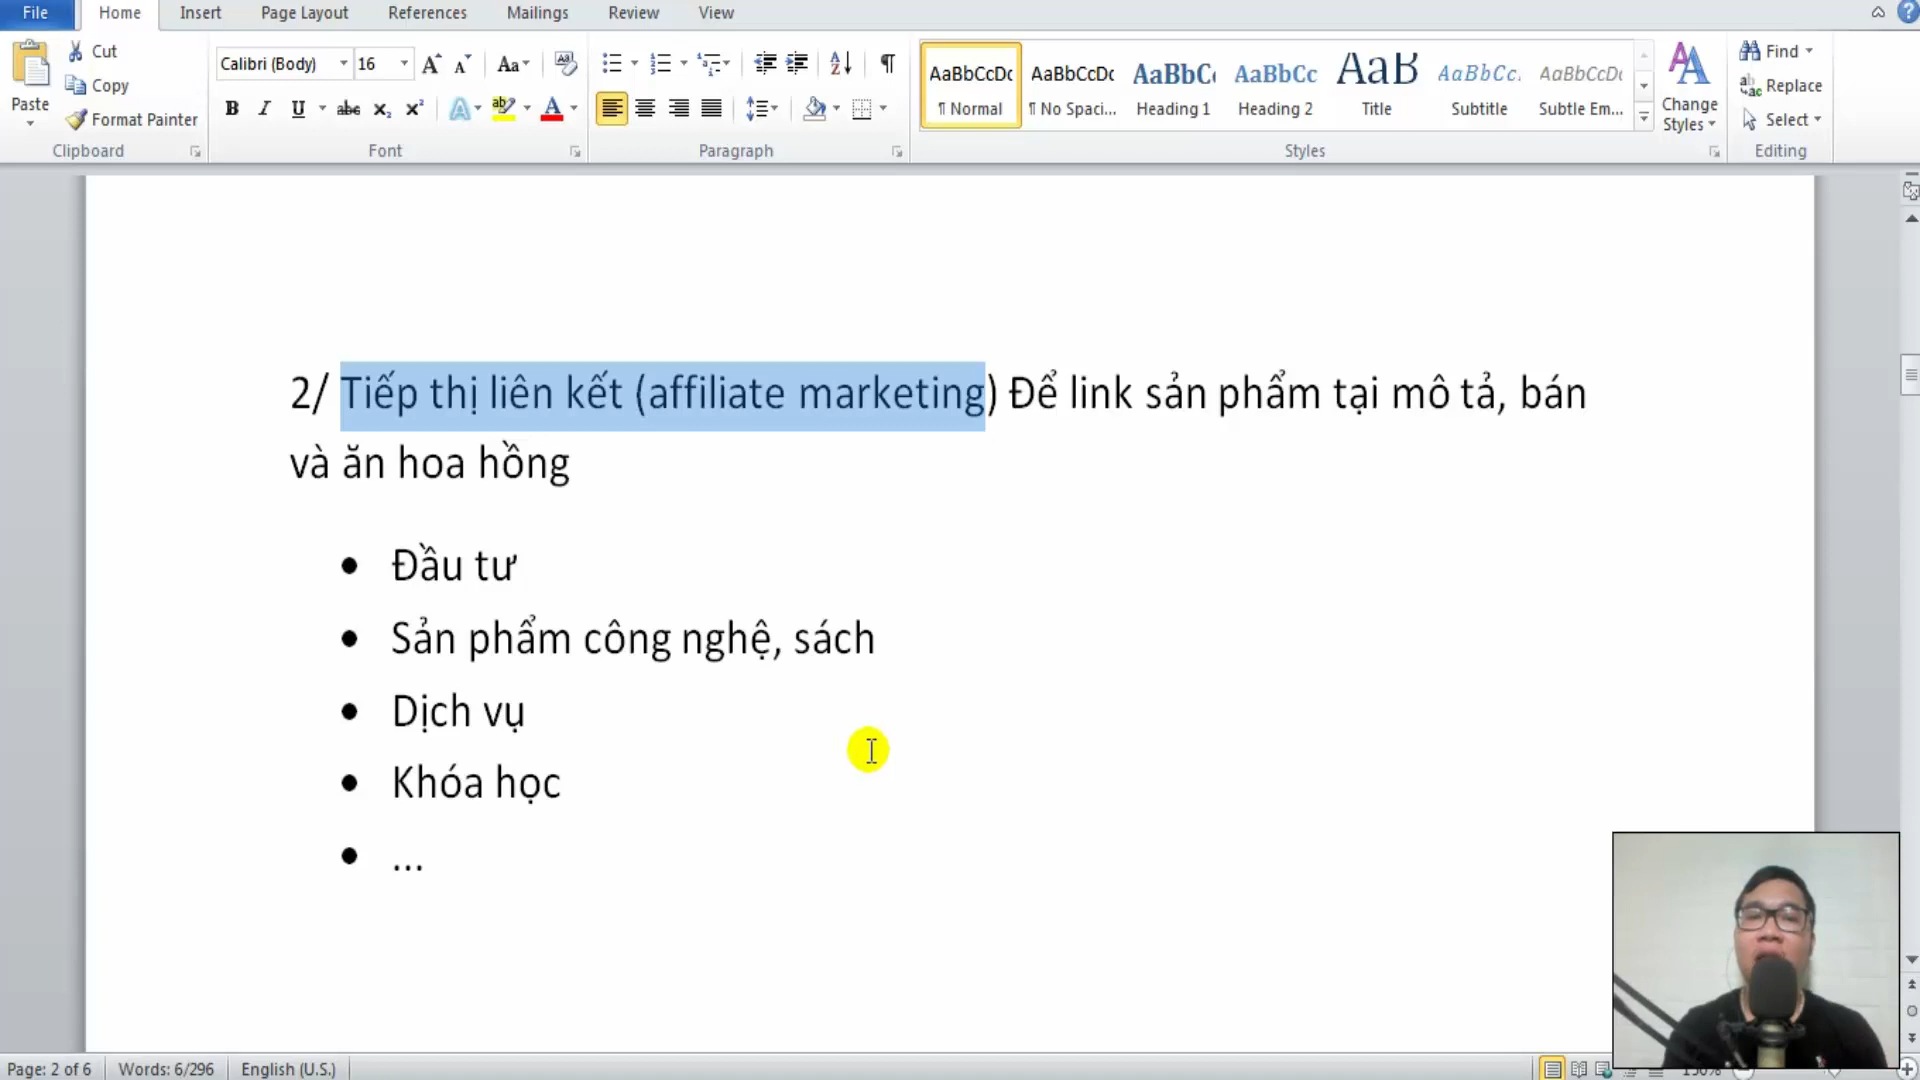 File Home Insert Page Layout References Mailings Review View
Paste
Cut
Copy
Format Painter
Calibri (Body) 16
AaBbCcDc AaBbCcDc AaBbC AaBbCc AaB AaBbCc. AaBbCcDc
¶ Normal ¶ No Spaci... Heading 1 Heading 2 Title Subtitle Subtle Em...
Change
Styles
Find
Replace
Select
Clipboard Font Paragraph Styles Editing
2/ Tiếp thị liên kết (affiliate marketing) Để link sản phẩm tại mô tả, bán
và ăn hoa hồng
• Đầu tư
• Sản phẩm công nghệ, sách
• Dịch vụ
• Khóa học
• ...
Page: 2 of 6 Words: 6/296 English (U.S.)